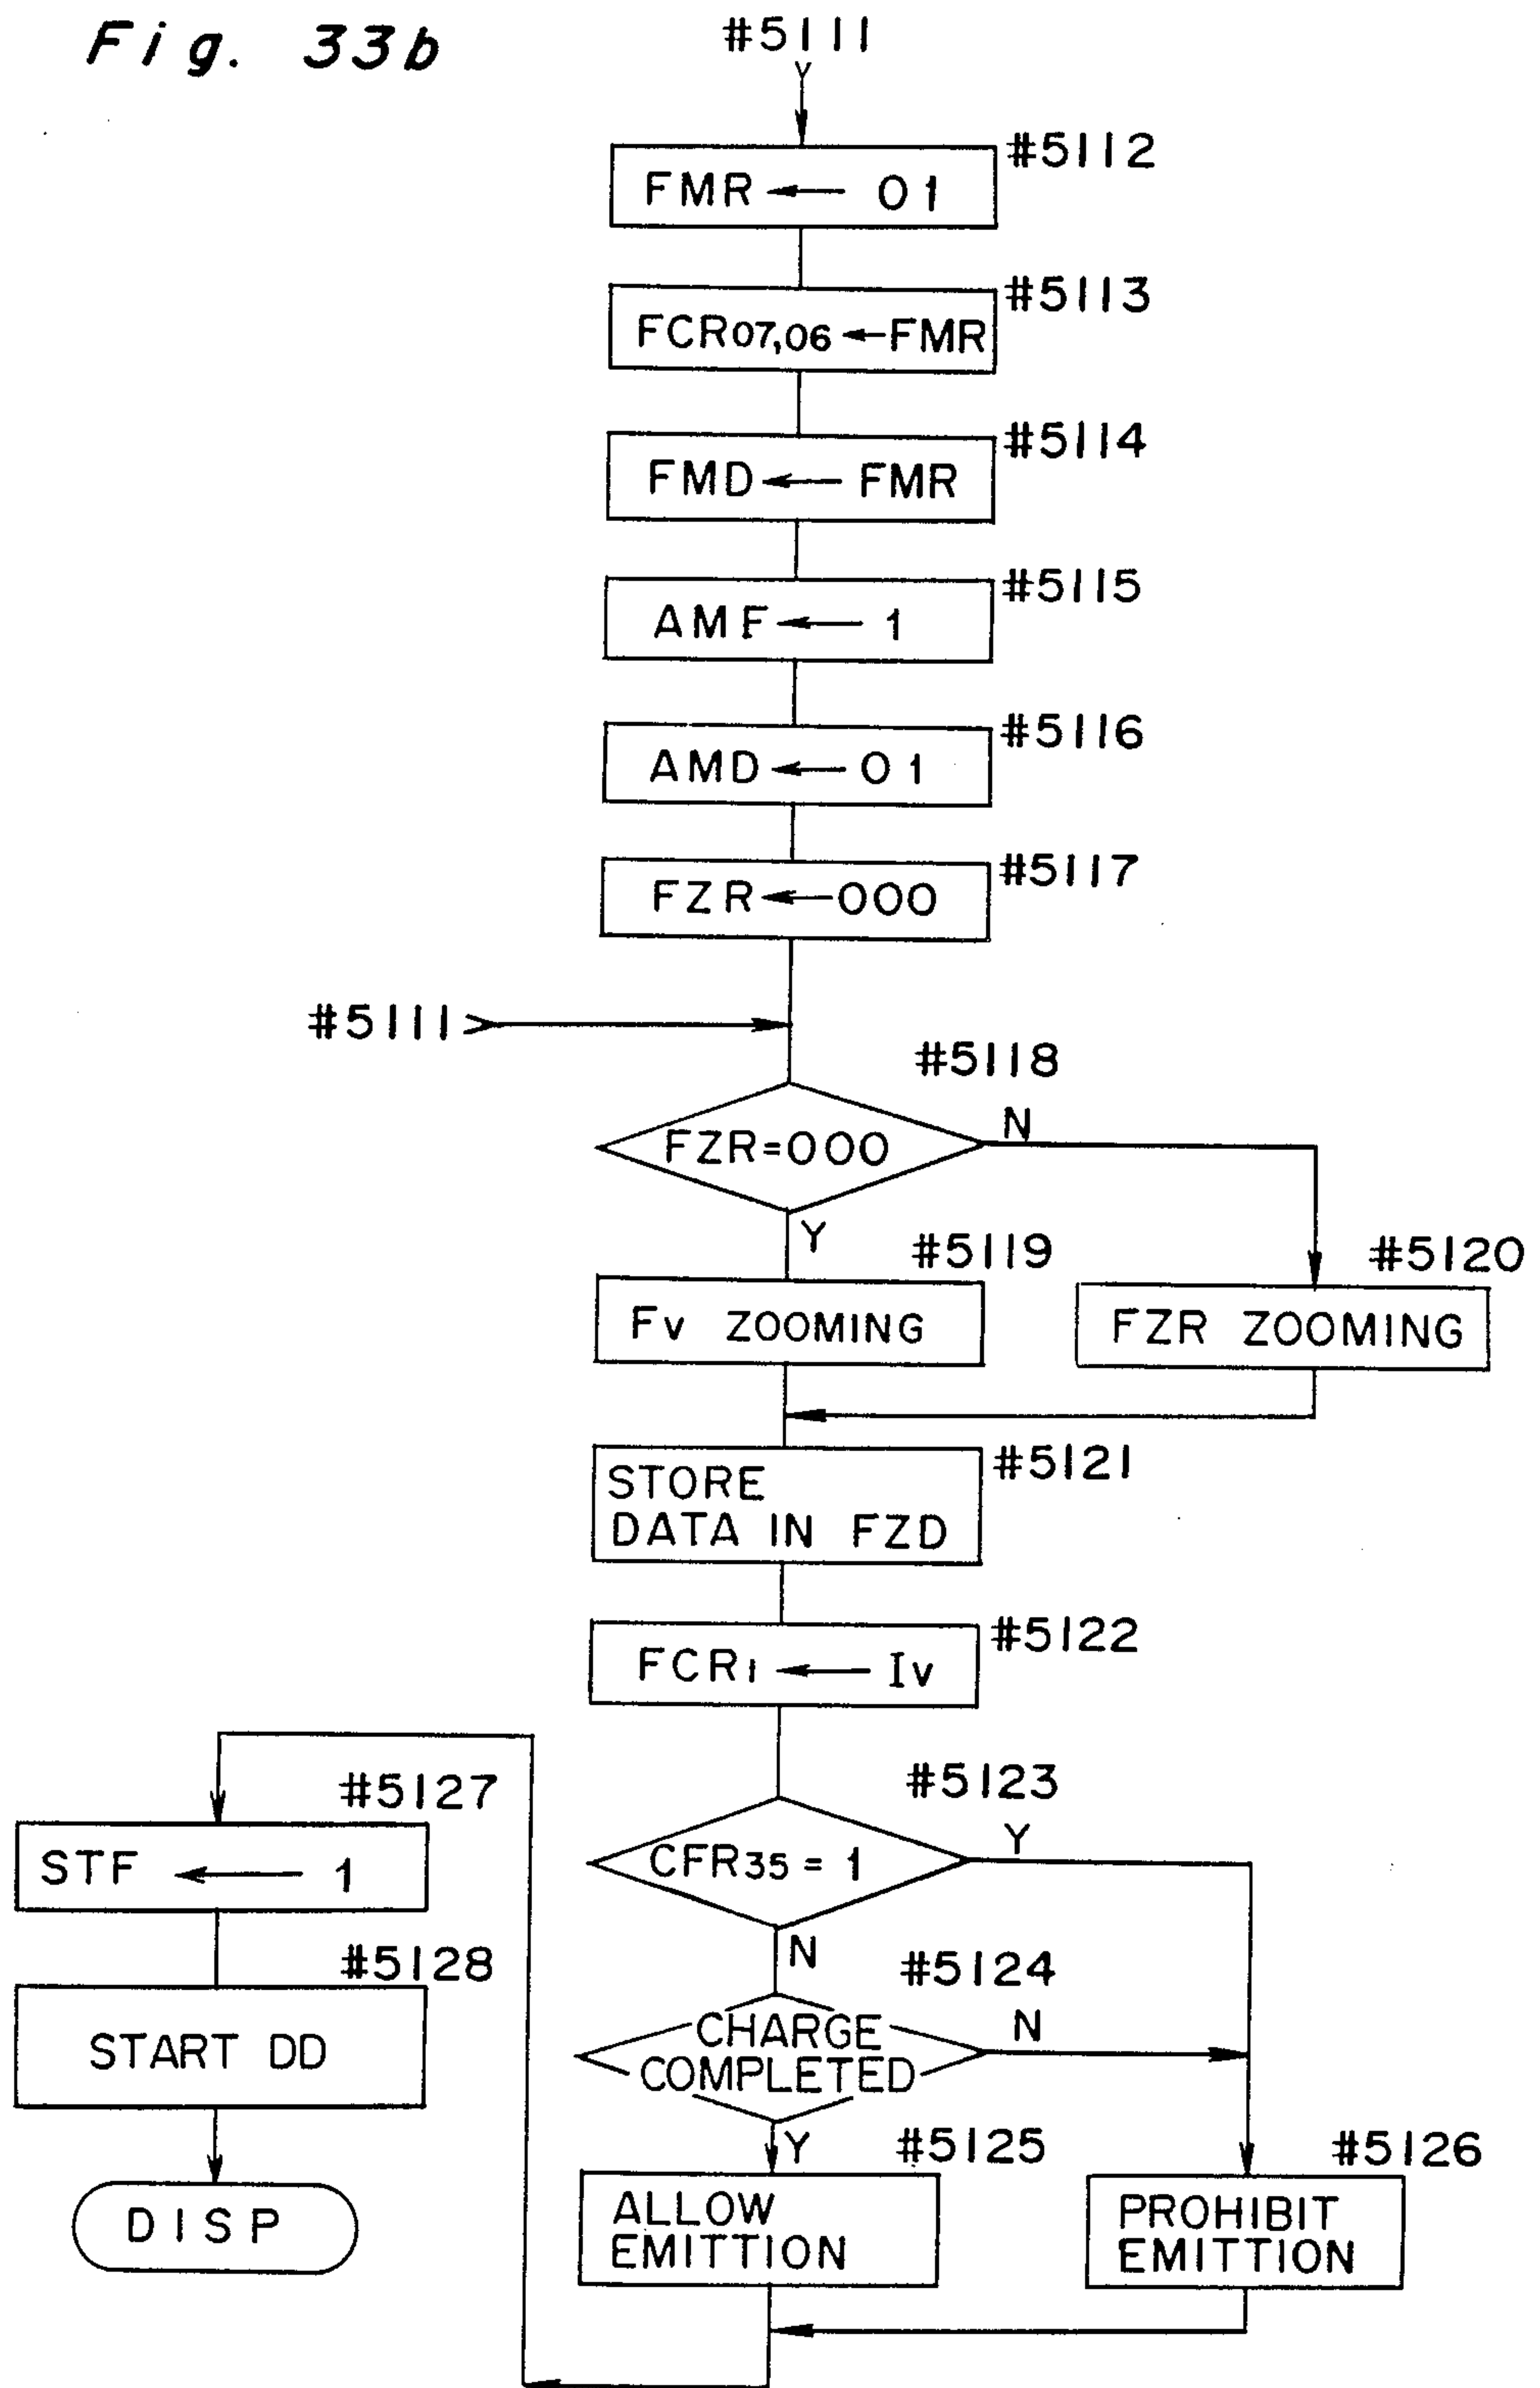 Fig. 33b
#5111
Y
#5112
FMR ← 01
#5113
FCR07,06 ← FMR
#5114
FMD ← FMR
#5115
AMF ← 1
#5116
AMD ← 01
#5117
FZR ← 000
#5111
#5118
FZR=000
N
Y
#5119
Fv ZOOMING
#5120
FZR ZOOMING
#5121
STORE
DATA IN FZD
#5122
FCR1 ← Iv
#5123
CFR35 = 1
Y
N
#5124
CHARGE
COMPLETED
N
Y
#5125
ALLOW
EMITTION
#5126
PROHIBIT
EMITTION
#5127
STF ← 1
#5128
START DD
DISP